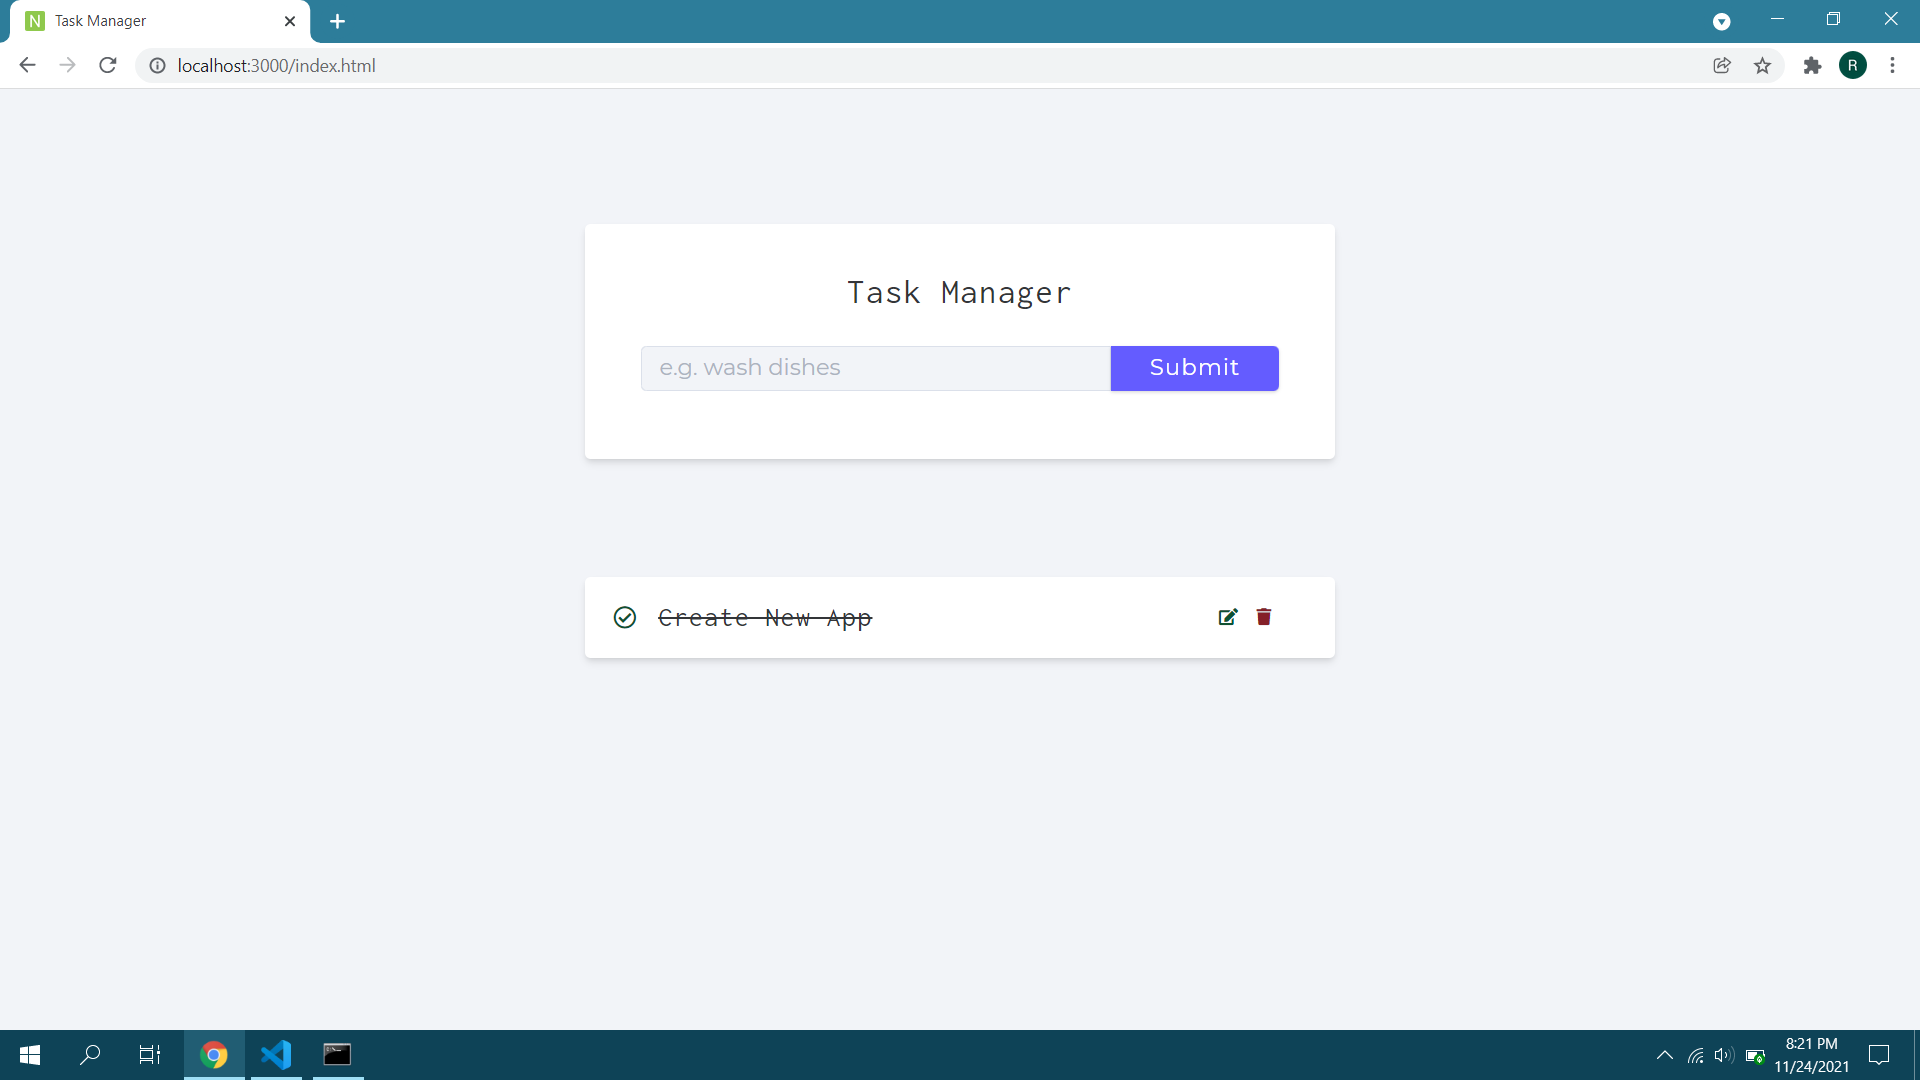 N Task Manager
localhost:3000/index.html
R
Task Manager
e.g. wash dishes
Submit
Create New App
8:21 PM
11/24/2021